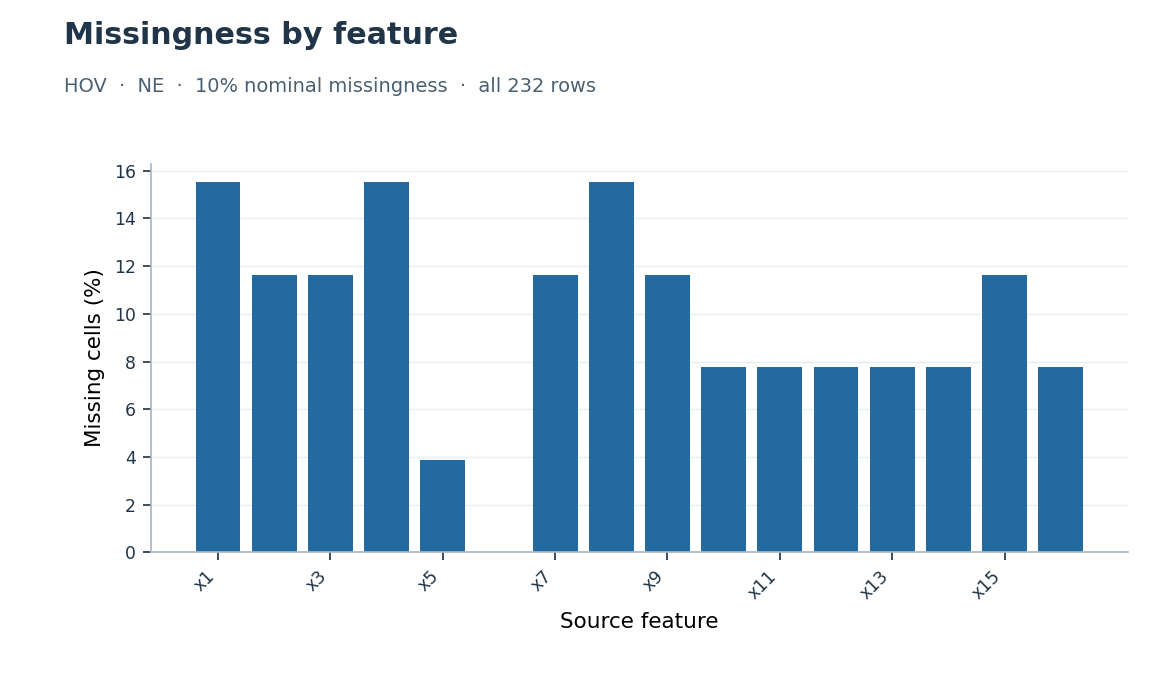 Missingness by feature
HOV · NE · 10% nominal missingness · all 232 rows
16
14
12
10
8
6
4
2
0
Missing cells (%)
x1
x3
x5
x7
x9
x11
x13
x15
Source feature